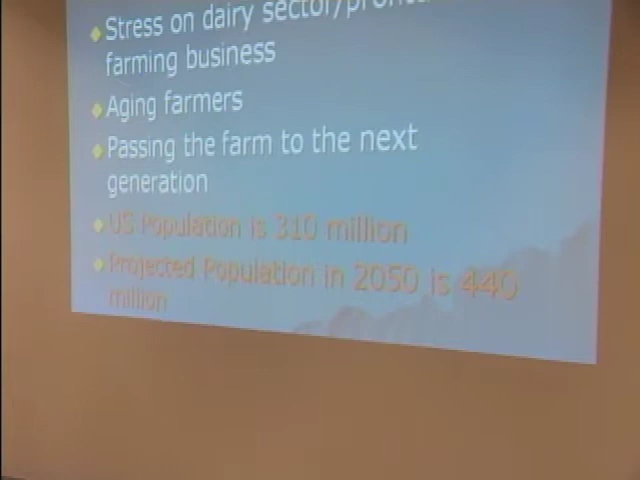 Stress on dairy sector/
farming business
Aging farmers
Passing the farm to the next
generation
US Population is 310 million
Projected Population in 2050 is 440
million